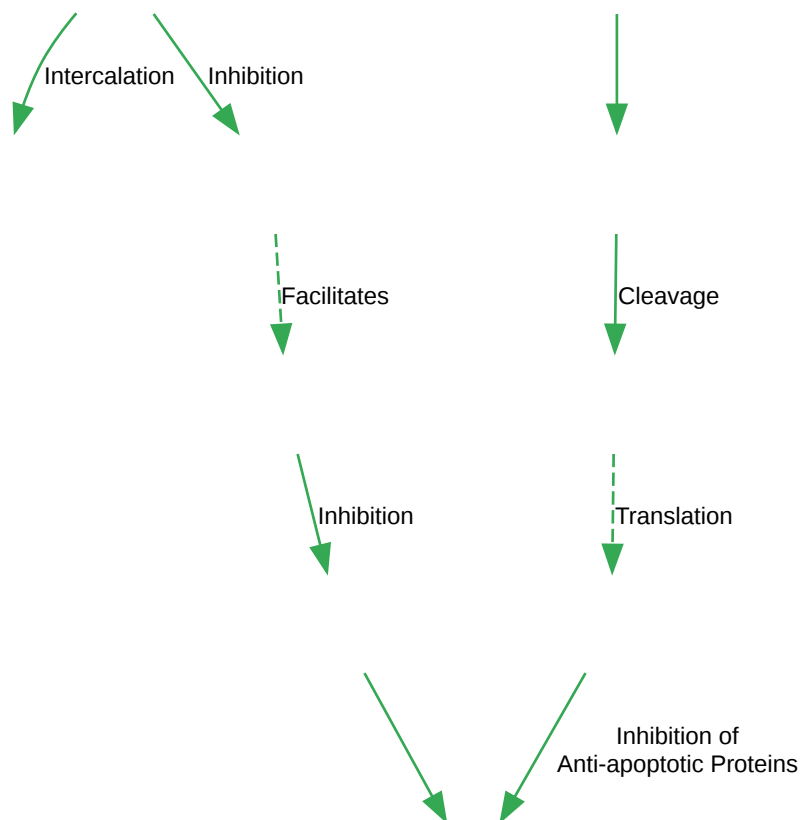 Intercalation
Inhibition
Facilitates
Cleavage
Inhibition
Translation
Inhibition of
Anti-apoptotic Proteins